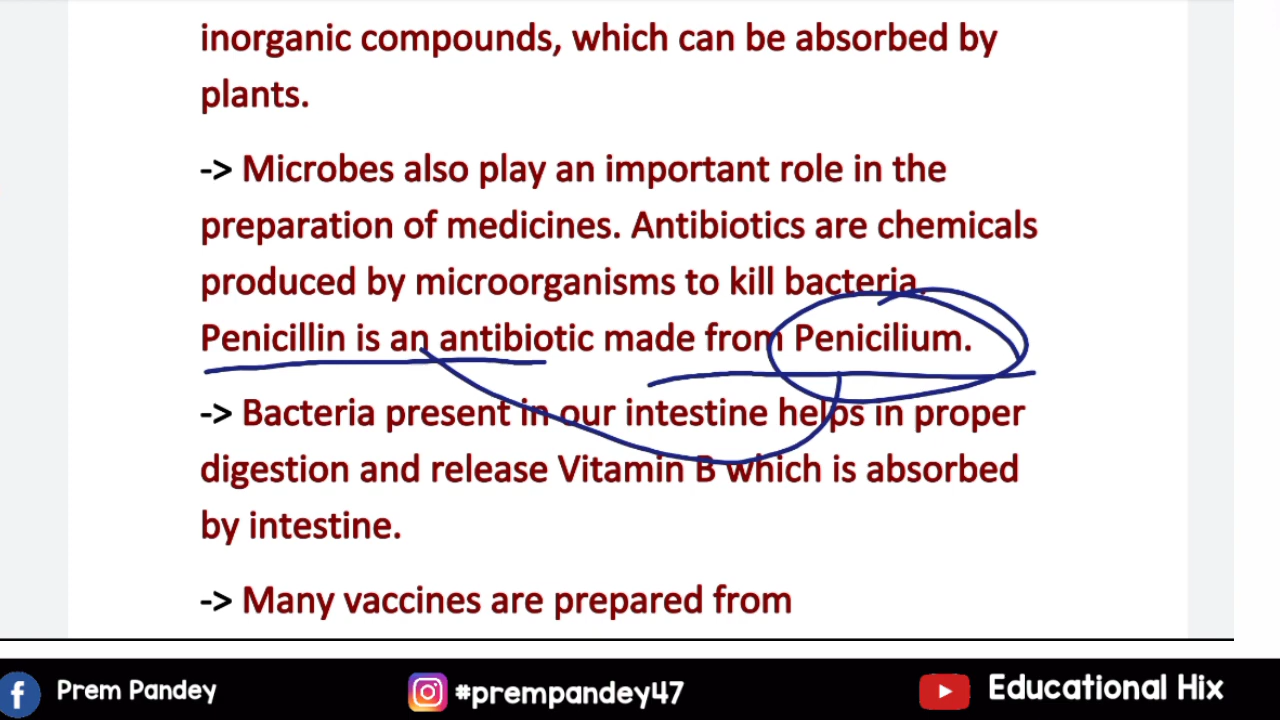 inorganic compounds, which can be absorbed by
plants.
-> Microbes also play an important role in the
preparation of medicines. Antibiotics are chemicals
produced by microorganisms to kill bacteria.
Penicillin is an antibiotic made from Penicilium.
-> Bacteria present in our intestine helps in proper
digestion and release Vitamin B which is absorbed
by intestine.
-> Many vaccines are prepared from
Prem Pandey #prempandey47 Educational Hix